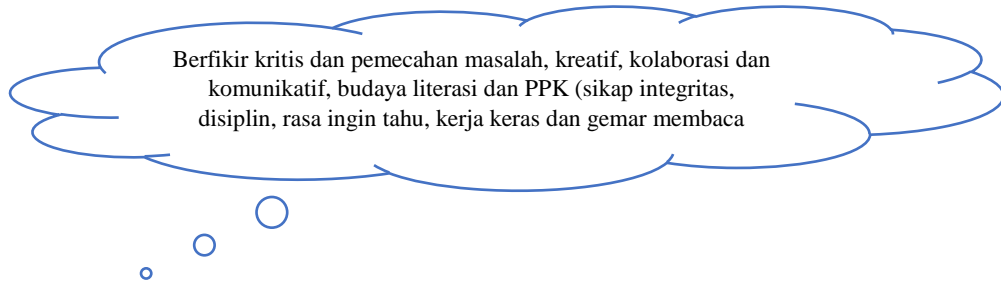 Berfikir kritis dan pemecahan masalah, kreatif, kolaborasi dan
komunikatif, budaya literasi dan PPK (sikap integritas,
disiplin, rasa ingin tahu, kerja keras dan gemar membaca